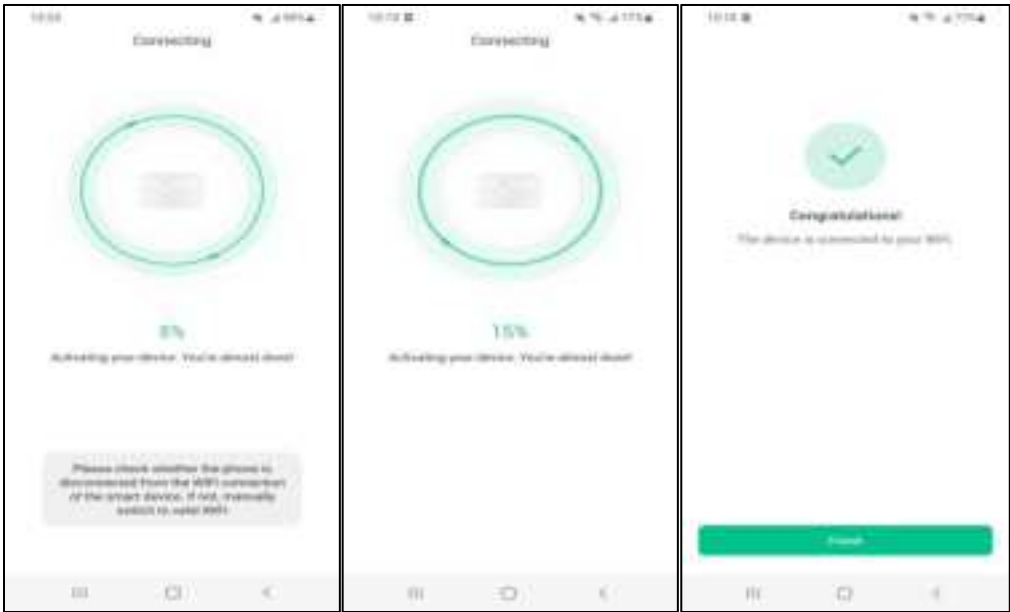 Connecting
Activating your device. You're almost done!
Please check whether the phone is
disconnected from the WiFi connection
of the smart device. If not, manually
switch to valid WiFi
Connecting
15%
Activating your device. You're almost done!
Congratulations!
The device is connected to your WiFi.